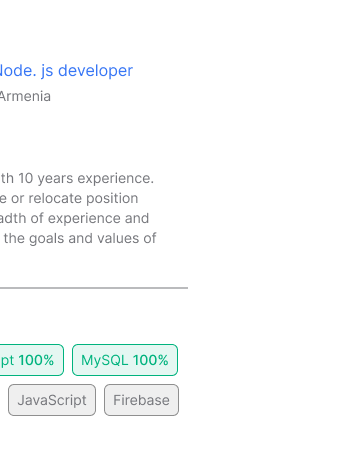 Node. js developer
Armenia
th 10 years experience.
e or relocate position
adth of experience and
the goals and values of
pt 100% MySQL 100%
JavaScript Firebase